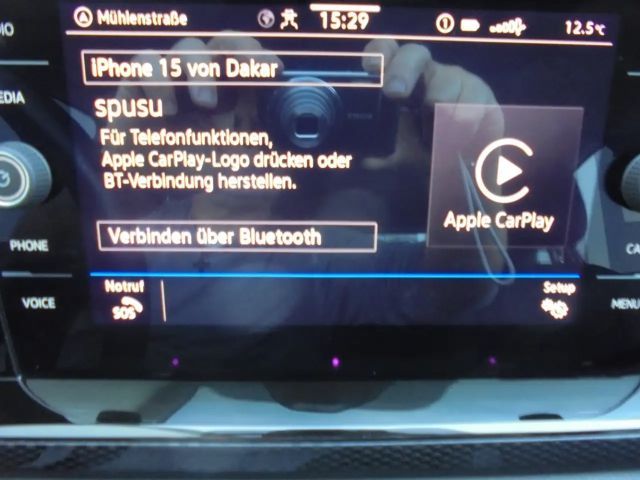 Mühlenstraße
15:29
12.5°C
iPhone 15 von Dakar
spusu
Für Telefonfunktionen,
Apple CarPlay-Logo drücken oder
BT-Verbindung herstellen.
Apple CarPlay
Verbinden über Bluetooth
Notruf
SOS
Setup
EDIA
PHONE
VOICE
MENU